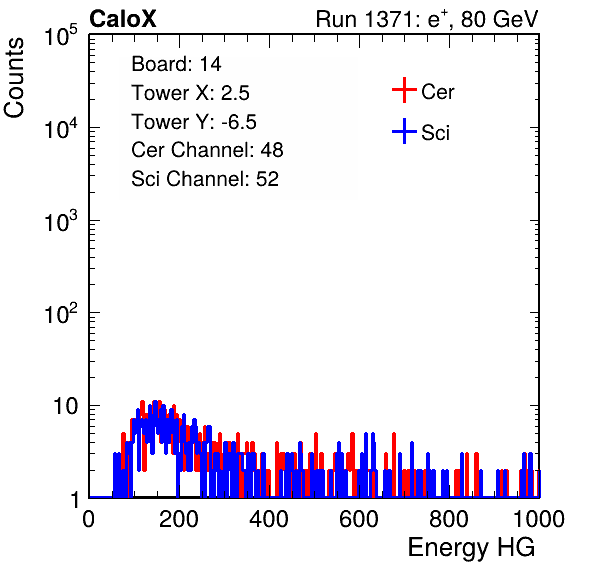 CaloX Run 1371: e⁺, 80 GeV
Counts
Board: 14
Tower X: 2.5
Tower Y: -6.5
Cer Channel: 48
Sci Channel: 52
Cer
Sci
10⁵
10⁴
10³
10²
10
1
0 200 400 600 800 1000
Energy HG